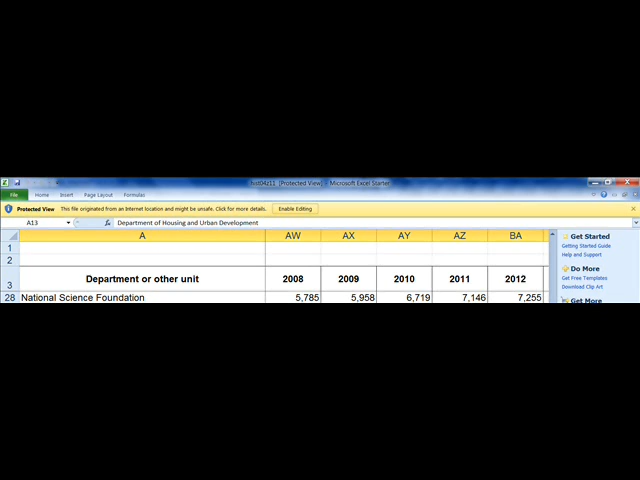 hist04z11 [Protected View] - Microsoft Excel Starter
File Home Insert Page Layout Formulas
Protected View This file originated from an Internet location and might be unsafe. Click for more details. Enable Editing
A13 fx Department of Housing and Urban Development
A AW AX AY AZ BA
1
2
3 Department or other unit 2008 2009 2010 2011 2012
28 National Science Foundation 5,785 5,958 6,719 7,146 7,255
Get Started
Getting Started Guide
Help and Support
Do More
Get Free Templates
Download Clip Art
Get More